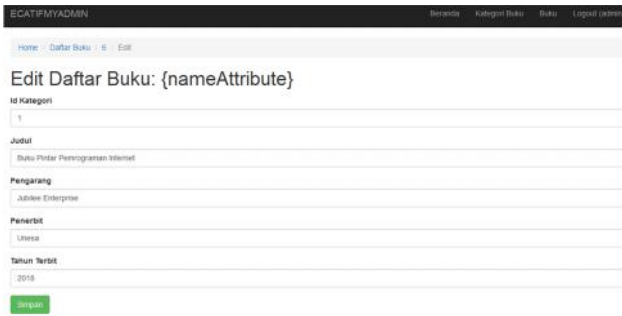 ECATIFMYADMIN Beranda Kategori Buku Buku Logout (admin
Home / Daftar Buku / 6 / Edit
Edit Daftar Buku: {nameAttribute}
Id Kategori
1
Judul
Buku Pintar Pemrograman Internet
Pengarang
Jubilee Enterprise
Penerbit
Unesa
Tahun Terbit
2018
Simpan